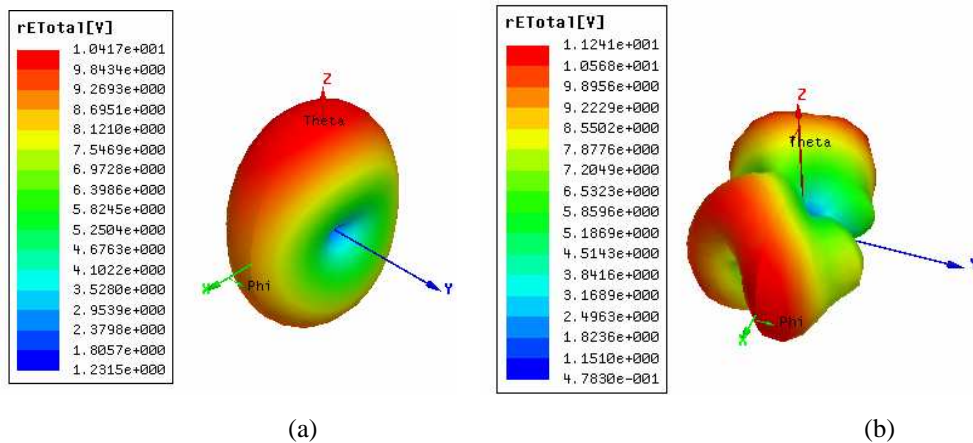 rETotal[V]
1.0417e+001
9.8434e+000
9.2693e+000
8.6951e+000
8.1210e+000
7.5469e+000
6.9728e+000
6.3986e+000
5.8245e+000
5.2504e+000
4.6763e+000
4.1022e+000
3.5280e+000
2.9539e+000
2.3798e+000
1.8057e+000
1.2315e+000
Z
Theta
X
Phi
Y
(a)
rETotal[V]
1.1241e+001
1.0568e+001
9.8956e+000
9.2229e+000
8.5502e+000
7.8776e+000
7.2049e+000
6.5323e+000
5.8596e+000
5.1869e+000
4.5143e+000
3.8416e+000
3.1689e+000
2.4963e+000
1.8236e+000
1.1510e+000
4.7830e-001
Z
Theta
X
Phi
(b)